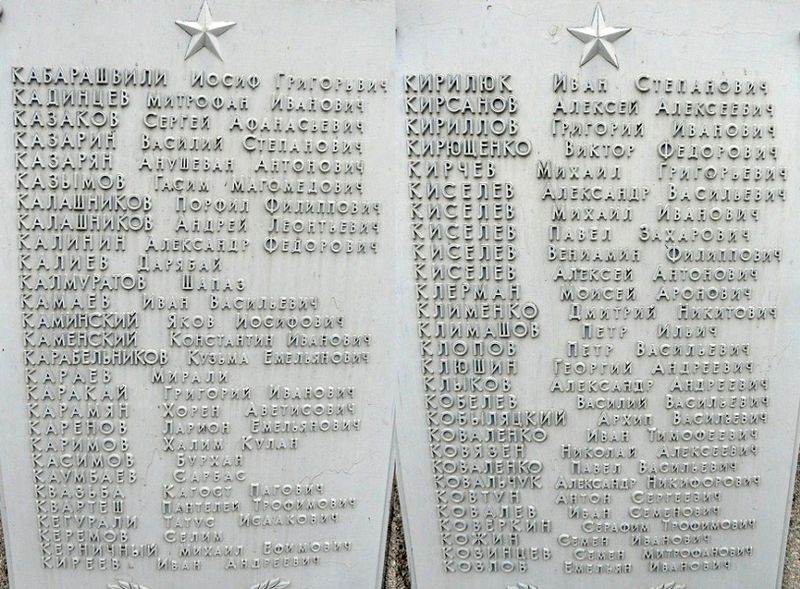 КАБАРАШВИЛИ ИОСИФ ГРИГОРЬВИЧ
КАДИНЦЕВ МИТРОФАН ИВАНОВИЧ
КАЗАКОВ СЕРГЕЙ АФАНАСЬЕВИЧ
КАЗАРИН ВАСИЛИЙ СТЕПАНОВИЧ
КАЗАРЯН АНУШЕВАН АНТОНОВИЧ
КАЗЫМОВ ГАСИМ МАГОМЕДОВИЧ
КАЛАШНИКОВ ПОРФИЛ ФИЛИППОВИЧ
КАЛАШНИКОВ АНДРЕЙ ЛЕОНТЬЕВИЧ
КАЛИНИН АЛЕКСАНДР ФЕДОРОВИЧ
КАЛИЕВ ДАРЯБАЙ
КАЛМУРАТОВ ШАПАЗ
КАМАЕВ ИВАН ВАСИЛЬЕВИЧ
КАМИНСКИЙ ЯКОВ ИОСИФОВИЧ
КАМЕНСКИЙ КОНСТАНТИН ИВАНОВИЧ
КАРАБЕЛЬНИКОВ КУЗЬМА ЕМЕЛЬЯНОВИЧ
КАРАЕВ МИРАЛИ
КАРАКАЙ ГРИГОРИЙ ИВАНОВИЧ
КАРАМЯН ХОРЕН АВЕТИСОВИЧ
КАРЕНОВ ЛАРИОН ЕМЕЛЬЯНОВИЧ
КАРИМОВ ХАЛИМ КУЛАН
КАСИМОВ БУРХАН
КАУМБАЕВ САРБАС
КВАЗЬБА КАГОСТ ПАГОВИЧ
КВАРТЕШ ПАНТЕЛЕЙ ТРОФИМОВИЧ
КЕГУРАЛИ ТАТУС ИСААКОВИЧ
КЕРЕМОВ СЕЛИМ
КЕРНИЧНЫЙ МИХАИЛ ЕФИМОВИЧ
КИРЕЕВ ИВАН АНДРЕЕВИЧ
КИРИЛЮК ИВАН СТЕПАНОВИЧ
КИРСАНОВ АЛЕКСЕЙ АЛЕКСЕЕВИЧ
КИРИЛЛОВ ГРИГОРИЙ ИВАНОВИЧ
КИРЮЩЕНКО ВИКТОР ФЕДОРОВИЧ
КИРЧЕВ МИХАИЛ ГРИГОРЬЕВИЧ
КИСЕЛЕВ АЛЕКСАНДР ВАСИЛЬЕВИЧ
КИСЕЛЕВ МИХАИЛ ИВАНОВИЧ
КИСЕЛЕВ ПАВЕЛ ЗАХАРОВИЧ
КИСЕЛЕВ ВЕНИАМИН ФИЛИППОВИЧ
КИСЕЛЕВ АЛЕКСЕЙ АНТОНОВИЧ
КЛЕРМАН МОИСЕЙ АРОНОВИЧ
КЛИМЕНКО ДМИТРИЙ НИКИТОВИЧ
КЛИМАШОВ ПЕТР ИЛЬИЧ
КЛОПОВ ПЕТР ВАСИЛЬЕВИЧ
КЛЮШИН ГЕОРГИЙ АНДРЕЕВИЧ
КЛЫКОВ АЛЕКСАНДР АНДРЕЕВИЧ
КОБЕЛЕВ ВАСИЛИЙ ВАСИЛЬЕВИЧ
КОБЫЛЯЦКИЙ АРХИП ВАСИЛЬЕВИЧ
КОВАЛЕНКО ИВАН ТИМОФЕЕВИЧ
КОВЯЗЕН НИКОЛАЙ АЛЕКСЕЕВИЧ
КОВАЛЕНКО ПАВЕЛ ВАСИЛЬЕВИЧ
КОВАЛЬЧУК АЛЕКСАНДР НИКИФОРОВИЧ
КОВТУН АНТОН СЕРГЕЕВИЧ
КОВАЛЕВ ИВАН СЕМЕНОВИЧ
КОВЕРКИН СЕРАФИМ ТРОФИМОВИЧ
КОЖИН СЕМЕН ИВАНОВИЧ
КОЗИНЦЕВ СЕМЕН МИТРОФАНОВИЧ
КОЗЛОВ ЕМЕЛЬЯН ИВАНОВИЧ